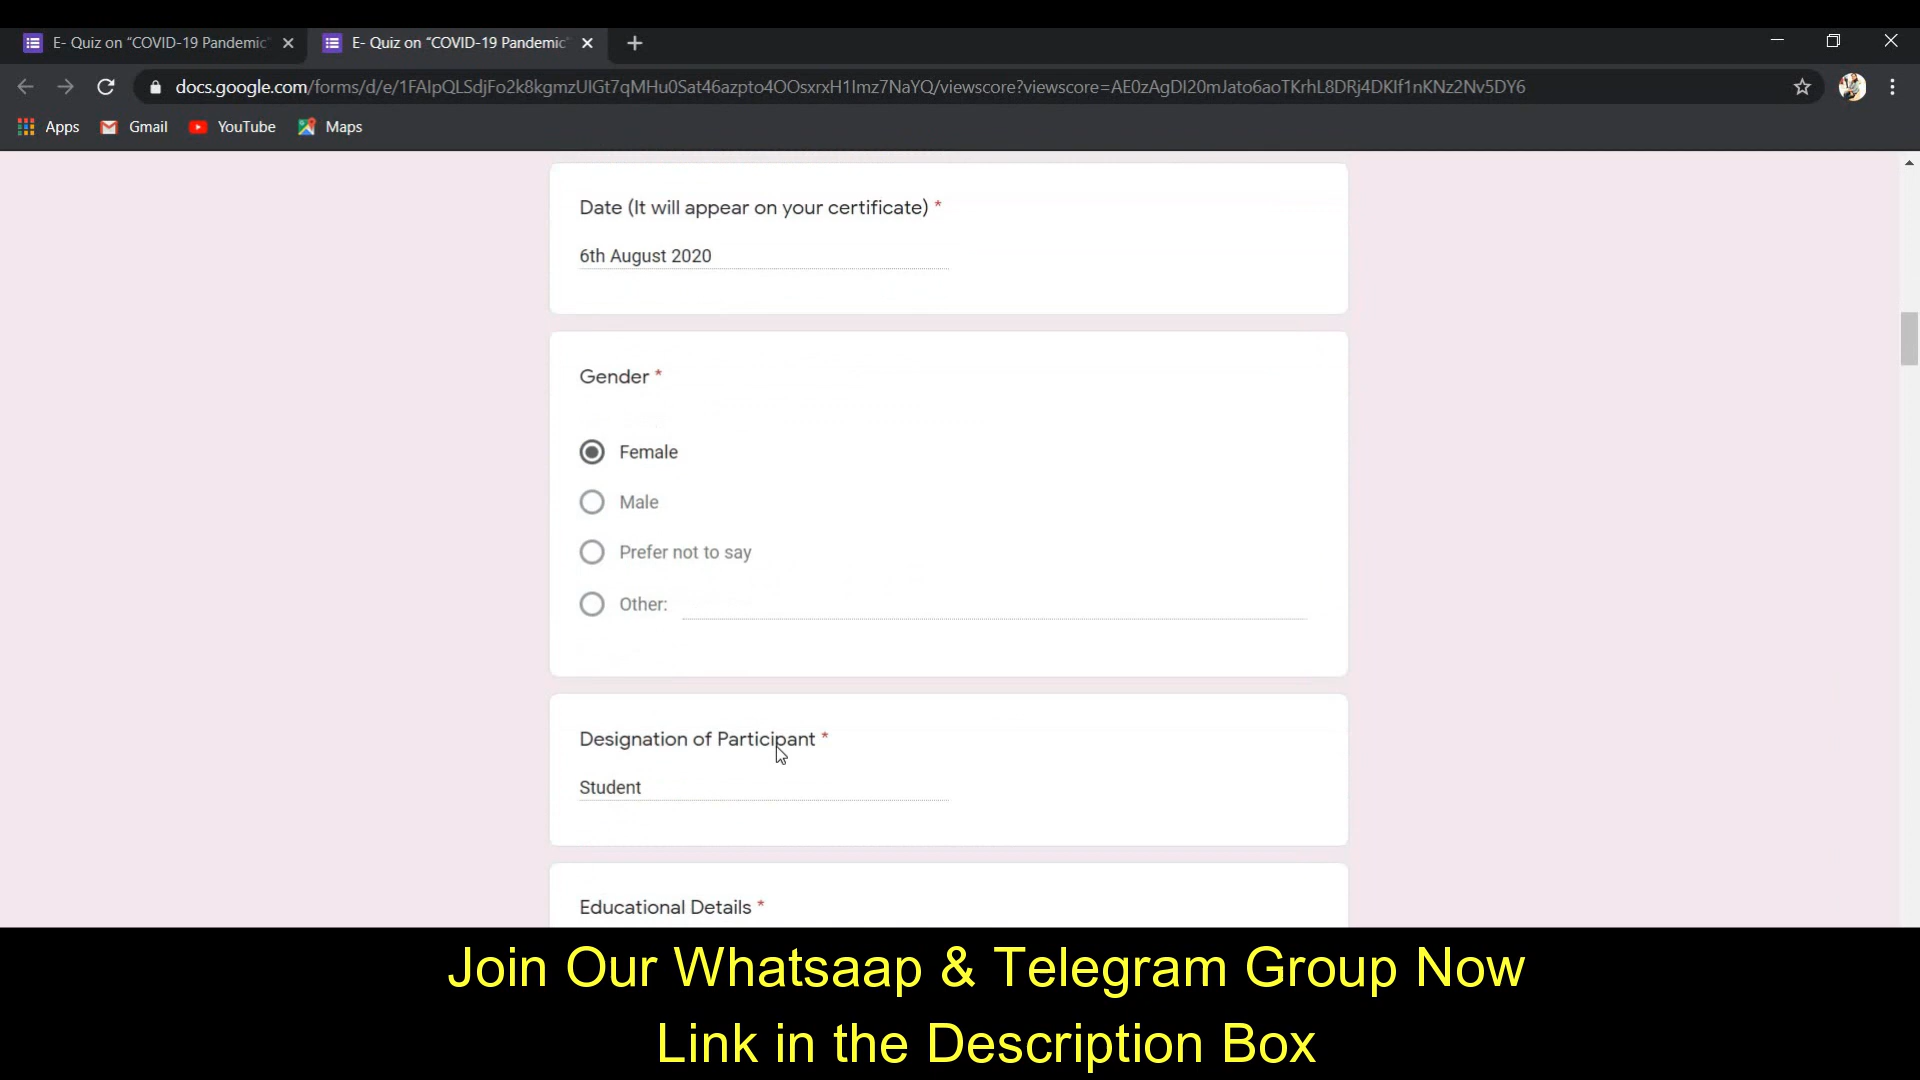 E- Quiz on “COVID-19 Pandemic”
E- Quiz on “COVID-19 Pandemic”
docs.google.com/forms/d/e/1FAIpQLSdjFo2k8kgmzUIGt7qMHu0Sat46azpto4OOsxrxH1Imz7NaYQ/viewscore?viewscore=AE0zAgDI20mJato6aoTKrhL8DRj4DKIf1nKNz2Nv5DY6
Apps Gmail YouTube Maps
Date (It will appear on your certificate) *
6th August 2020
Gender *
Female
Male
Prefer not to say
Other:
Designation of Participant *
Student
Educational Details *
Join Our Whatsaap & Telegram Group Now
Link in the Description Box